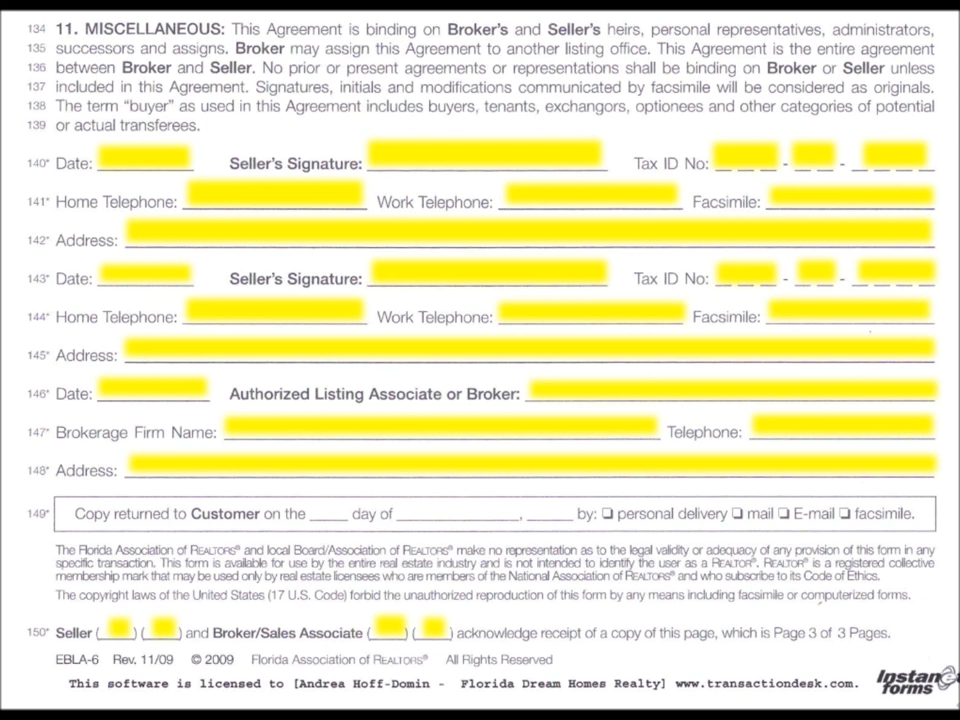 134 11. MISCELLANEOUS: This Agreement is binding on Broker's and Seller's heirs, personal representatives, administrators,
135 successors and assigns. Broker may assign this Agreement to another listing office. This Agreement is the entire agreement
136 between Broker and Seller. No prior or present agreements or representations shall be binding on Broker or Seller unless
137 included in this Agreement. Signatures, initials and modifications communicated by facsimile will be considered as originals.
138 The term “buyer” as used in this Agreement includes buyers, tenants, exchangors, optionees and other categories of potential
139 or actual transferees.
140* Date: Seller's Signature: Tax ID No: - -
141* Home Telephone: Work Telephone: Facsimile:
142* Address:
143* Date: Seller's Signature: Tax ID No: - -
144* Home Telephone: Work Telephone: Facsimile:
145* Address:
146* Date: Authorized Listing Associate or Broker:
147* Brokerage Firm Name: Telephone:
148* Address:
149* Copy returned to Customer on the _____ day of _______________, ______ by: ❏ personal delivery ❏ mail ❏ E-mail ❏ facsimile.
The Florida Association of REALTORS® and local Board/Association of REALTORS® make no representation as to the legal validity or adequacy of any provision of this form in any
specific transaction. This form is available for use by the entire real estate industry and is not intended to identify the user as a REALTOR®. REALTOR® is a registered collective
membership mark that may be used only by real estate licensees who are members of the National Association of REALTORS® and who subscribe to its Code of Ethics.
The copyright laws of the United States (17 U.S. Code) forbid the unauthorized reproduction of this form by any means including facsimile or computerized forms.
150* Seller (____) (____) and Broker/Sales Associate (____) (____) acknowledge receipt of a copy of this page, which is Page 3 of 3 Pages.
EBLA-6 Rev. 11/09 © 2009 Florida Association of REALTORS® All Rights Reserved
This software is licensed to [Andrea Hoff-Domin - Florida Dream Homes Realty] www.transactiondesk.com.
forms